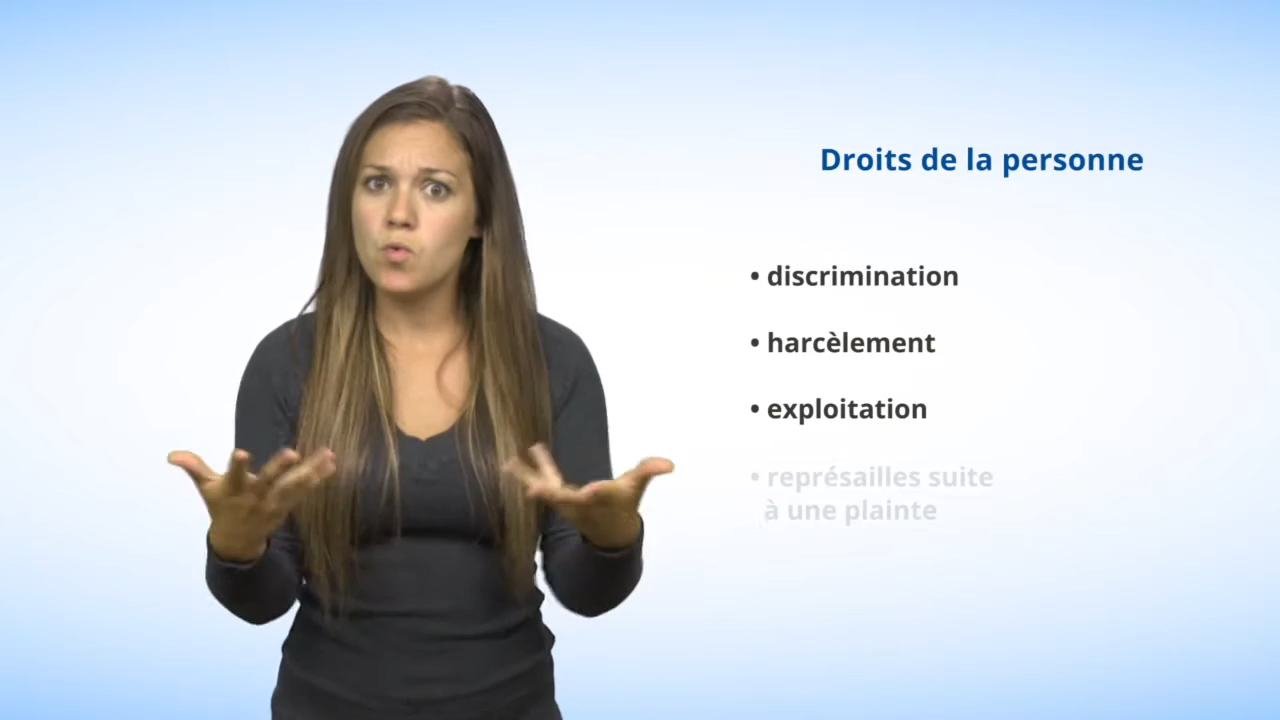 Droits de la personne
• discrimination
• harcèlement
• exploitation
• représailles suite
à une plainte